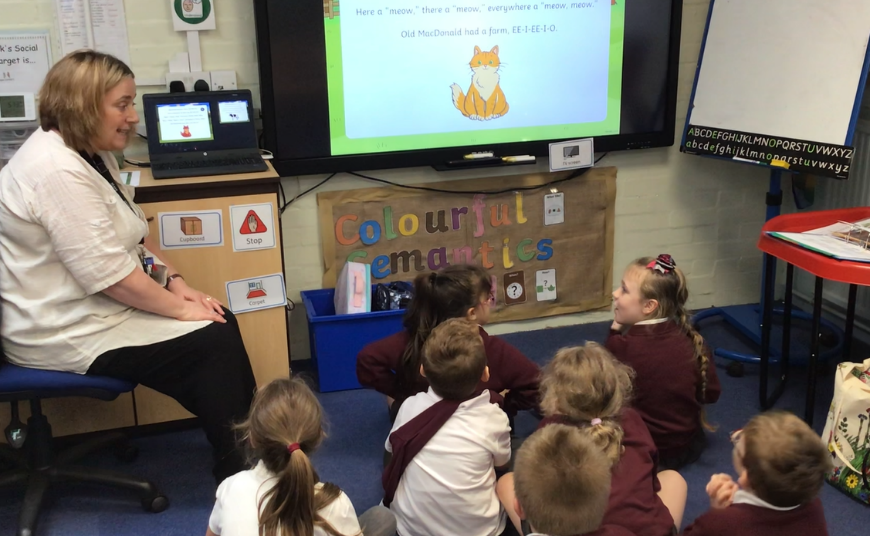 Here a "meow," there a "meow," everywhere a "meow, meow."
Old MacDonald had a farm, EE-I-EE-I-O.
k's Social
arget is...
Cupboard
Stop
Carpet
Colourful
Semantics
?
ABCDEFGHIJKLMNOPQRSTUVWXYZ
abcdefghijklmnopqrstuvwxyz